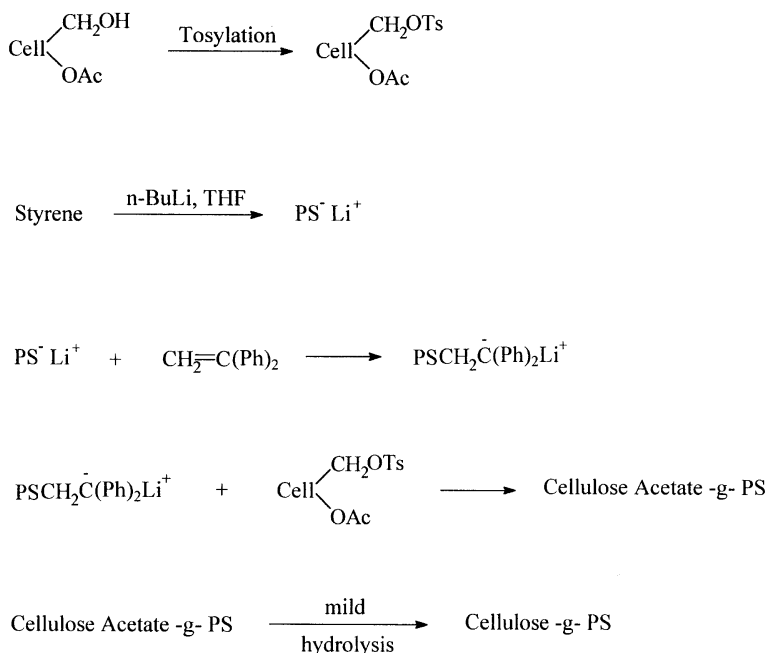 CH₂OH
Cell
OAc
Tosylation
CH₂OTs
Cell
OAc
Styrene n-BuLi, THF PS⁻ Li⁺
PS⁻ Li⁺ + CH₂=C(Ph)₂ PSCH₂C̄(Ph)₂Li⁺
PSCH₂C̄(Ph)₂Li⁺ + Cell CH₂OTs Cellulose Acetate -g- PS
OAc
Cellulose Acetate -g- PS mild Cellulose -g- PS
hydrolysis